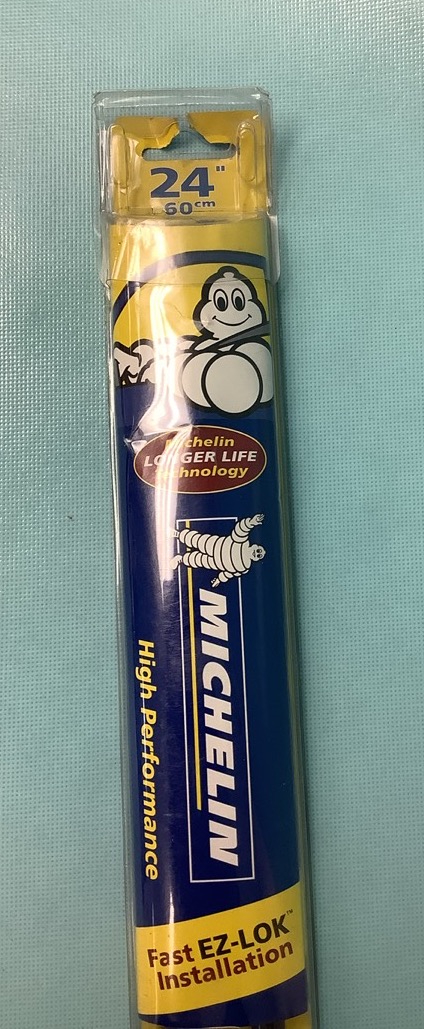 24"
60cm
Michelin
LONGER LIFE
Technology
MICHELIN
High Performance
Fast EZ-LOK™
Installation